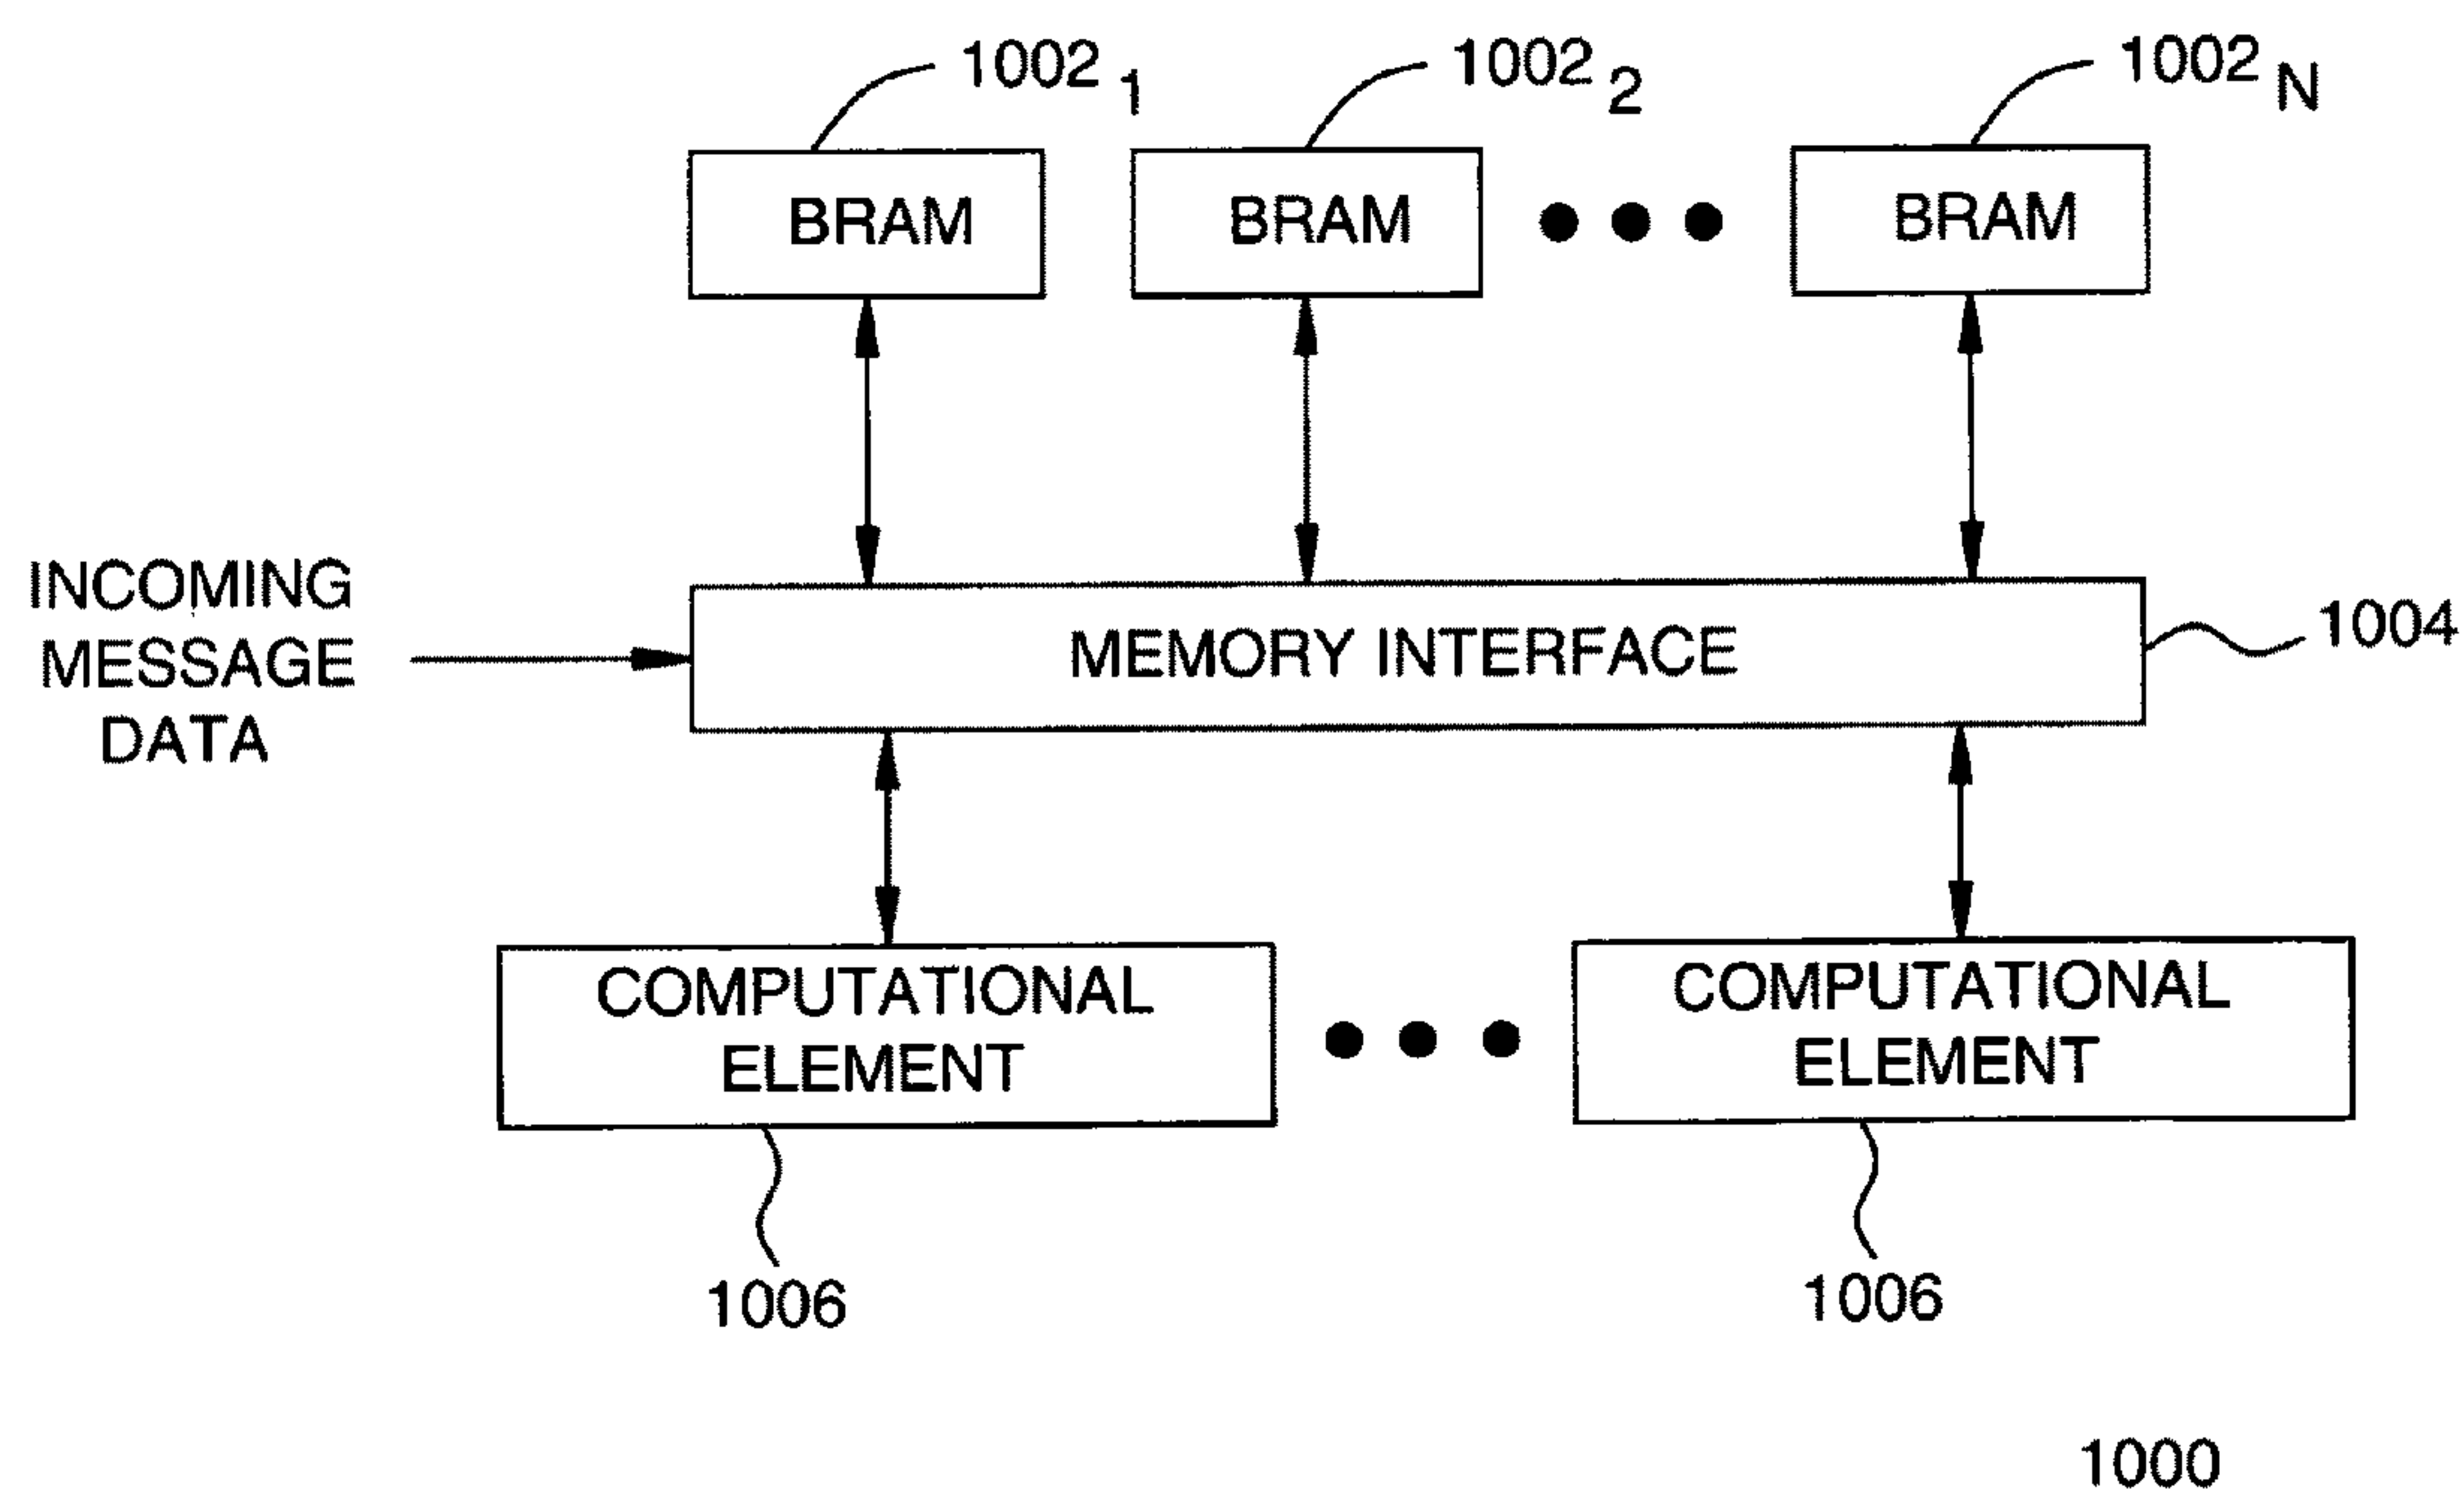 1002 1
1002 2
1002 N
BRAM
BRAM
BRAM
INCOMING
MESSAGE
DATA
MEMORY INTERFACE
1004
COMPUTATIONAL
ELEMENT
COMPUTATIONAL
ELEMENT
1006
1006
1000